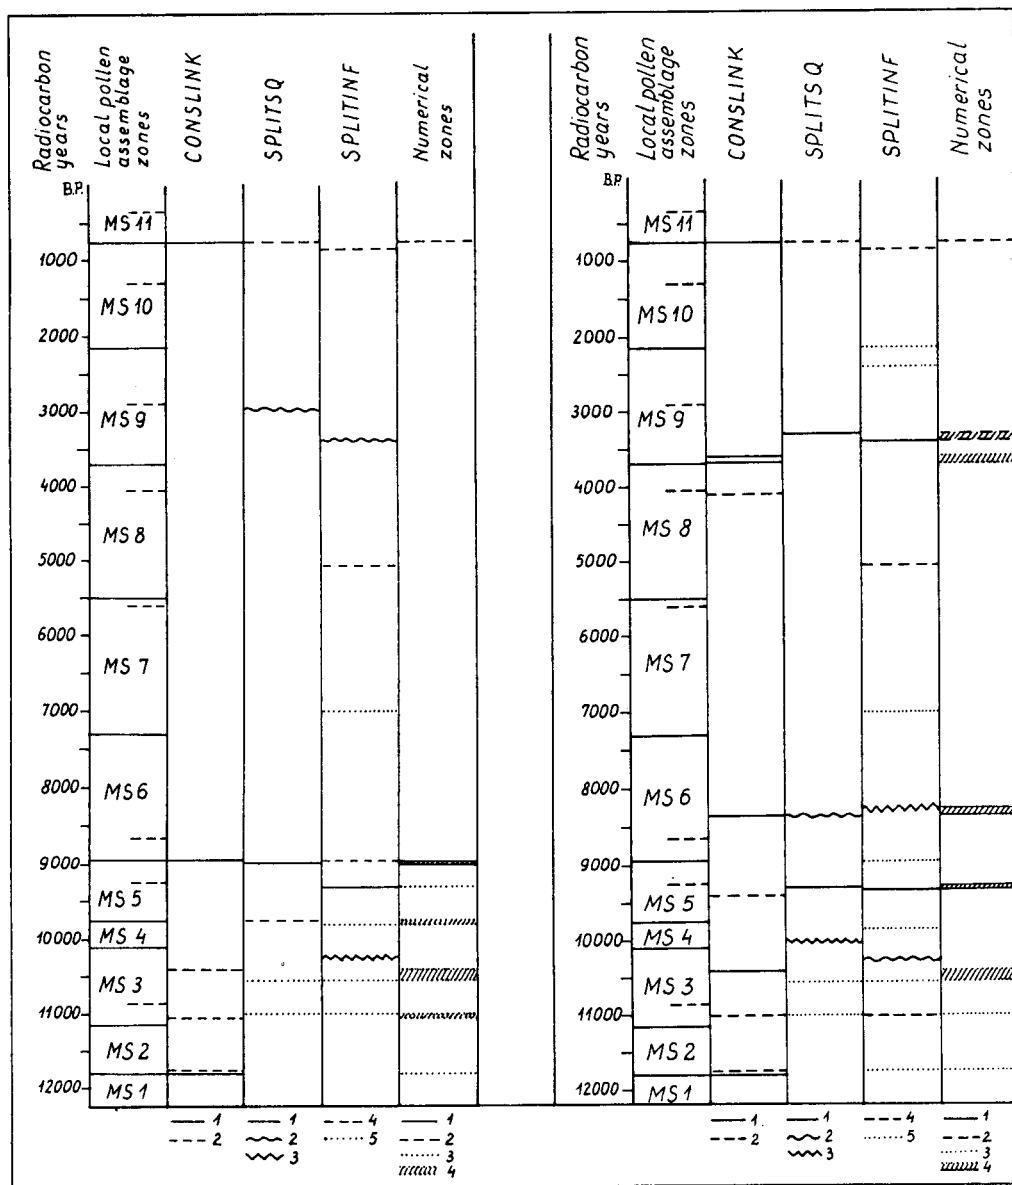 Radiocarbon years
Local pollen assemblage zones
CONSLINK
SPLITSQ
SPLITINF
Numerical zones
B.P.
1000
2000
3000
4000
5000
6000
7000
8000
9000
10000
11000
12000
MS 11
MS 10
MS 9
MS 8
MS 7
MS 6
MS 5
MS 4
MS 3
MS 2
MS 1
1
2
1
2
3
4
5
1
2
3
4
Radiocarbon years
Local pollen assemblage zones
CONSLINK
SPLITSQ
SPLITINF
Numerical zones
B.P.
1000
2000
3000
4000
5000
6000
7000
8000
9000
10000
11000
12000
MS 11
MS 10
MS 9
MS 8
MS 7
MS 6
MS 5
MS 4
MS 3
MS 2
MS 1
1
2
1
2
3
4
5
1
2
3
4